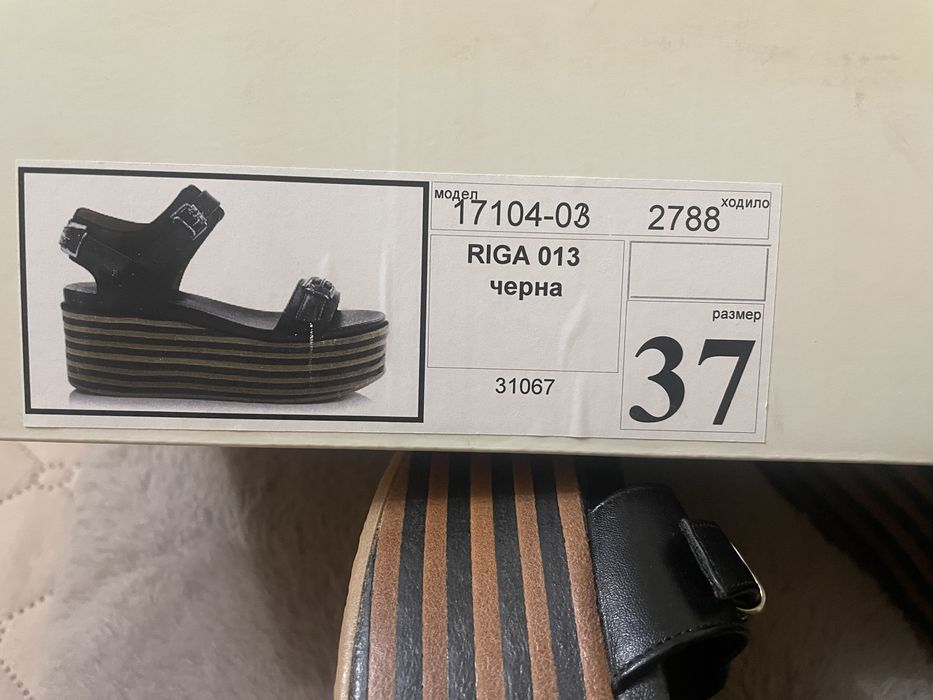 модел
17104-03
2788
ходило
RIGA 013
черна
31067
размер
37